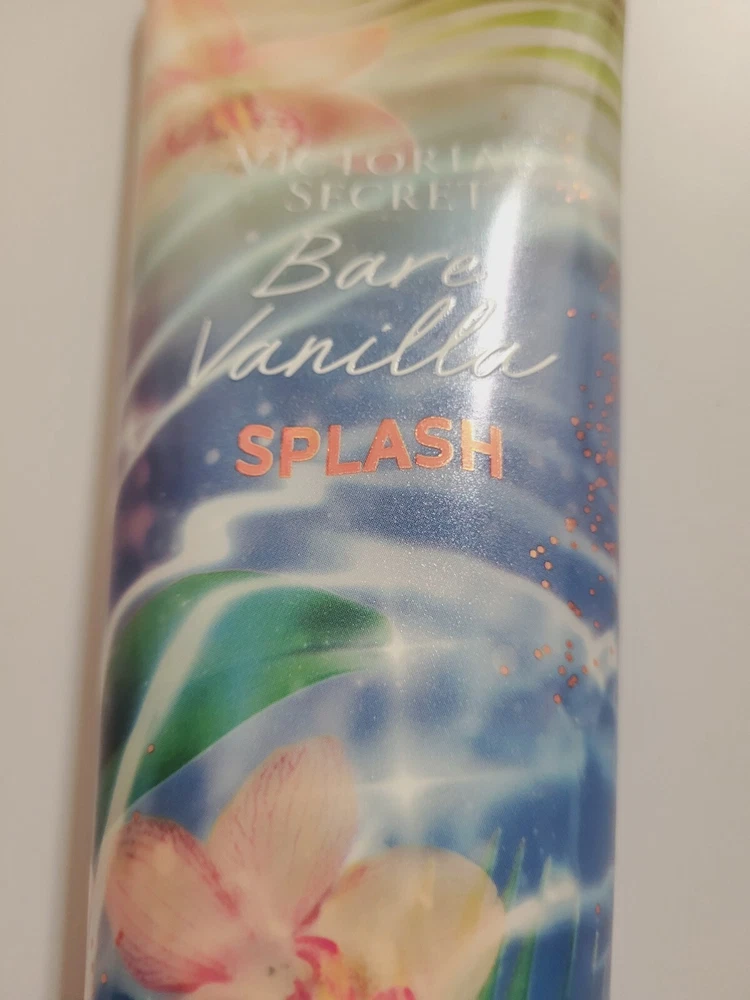 VICTORIA'S
SECRET
Bare
Vanilla
SPLASH